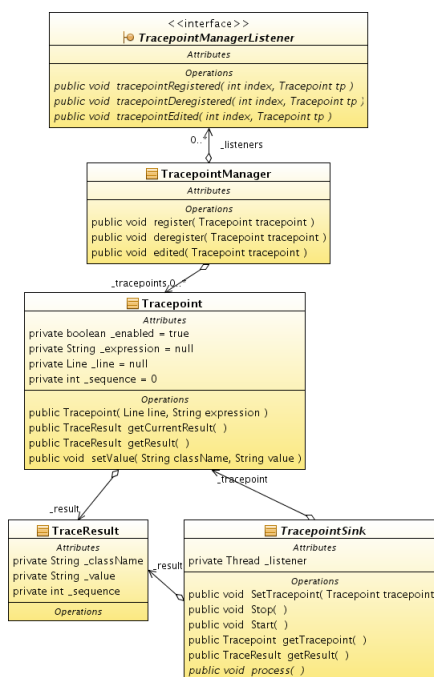 <<interface>>
TracepointManagerListener
Attributes
Operations
public void tracepointRegistered( int index, Tracepoint tp )
public void tracepointDeregistered( int index, Tracepoint tp )
public void tracepointEdited( int index, Tracepoint tp )
0..*
_listeners
TracepointManager
Attributes
Operations
public void register( Tracepoint tracepoint )
public void deregister( Tracepoint tracepoint )
public void edited( Tracepoint tracepoint )
_tracepoints 0..*
Tracepoint
Attributes
private boolean _enabled = true
private String _expression = null
private Line _line = null
private int _sequence = 0
Operations
public Tracepoint( Line line, String expression )
public TraceResult getCurrentResult( )
public TraceResult getResult( )
public void setValue( String className, String value )
_tracepoint
_result
TraceResult
Attributes
private String _className
private String _value
private int _sequence
Operations
_result
TracepointSink
Attributes
private Thread _listener
Operations
public void SetTracepoint( Tracepoint tracepoint
public void Stop( )
public void Start( )
public Tracepoint getTracepoint( )
public TraceResult getResult( )
public void process( )